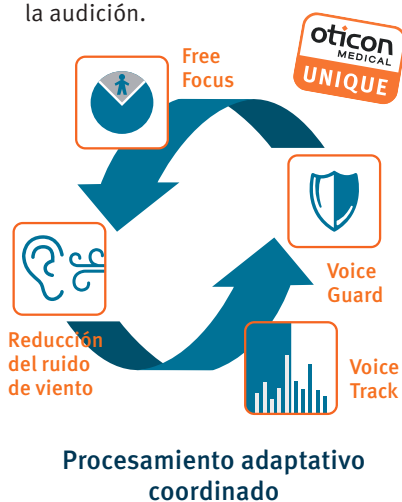 la audición.
oticon
MEDICAL
UNIQUE
Free
Focus
Voice
Guard
Reducción
del ruido
de viento
Voice
Track
Procesamiento adaptativo
coordinado